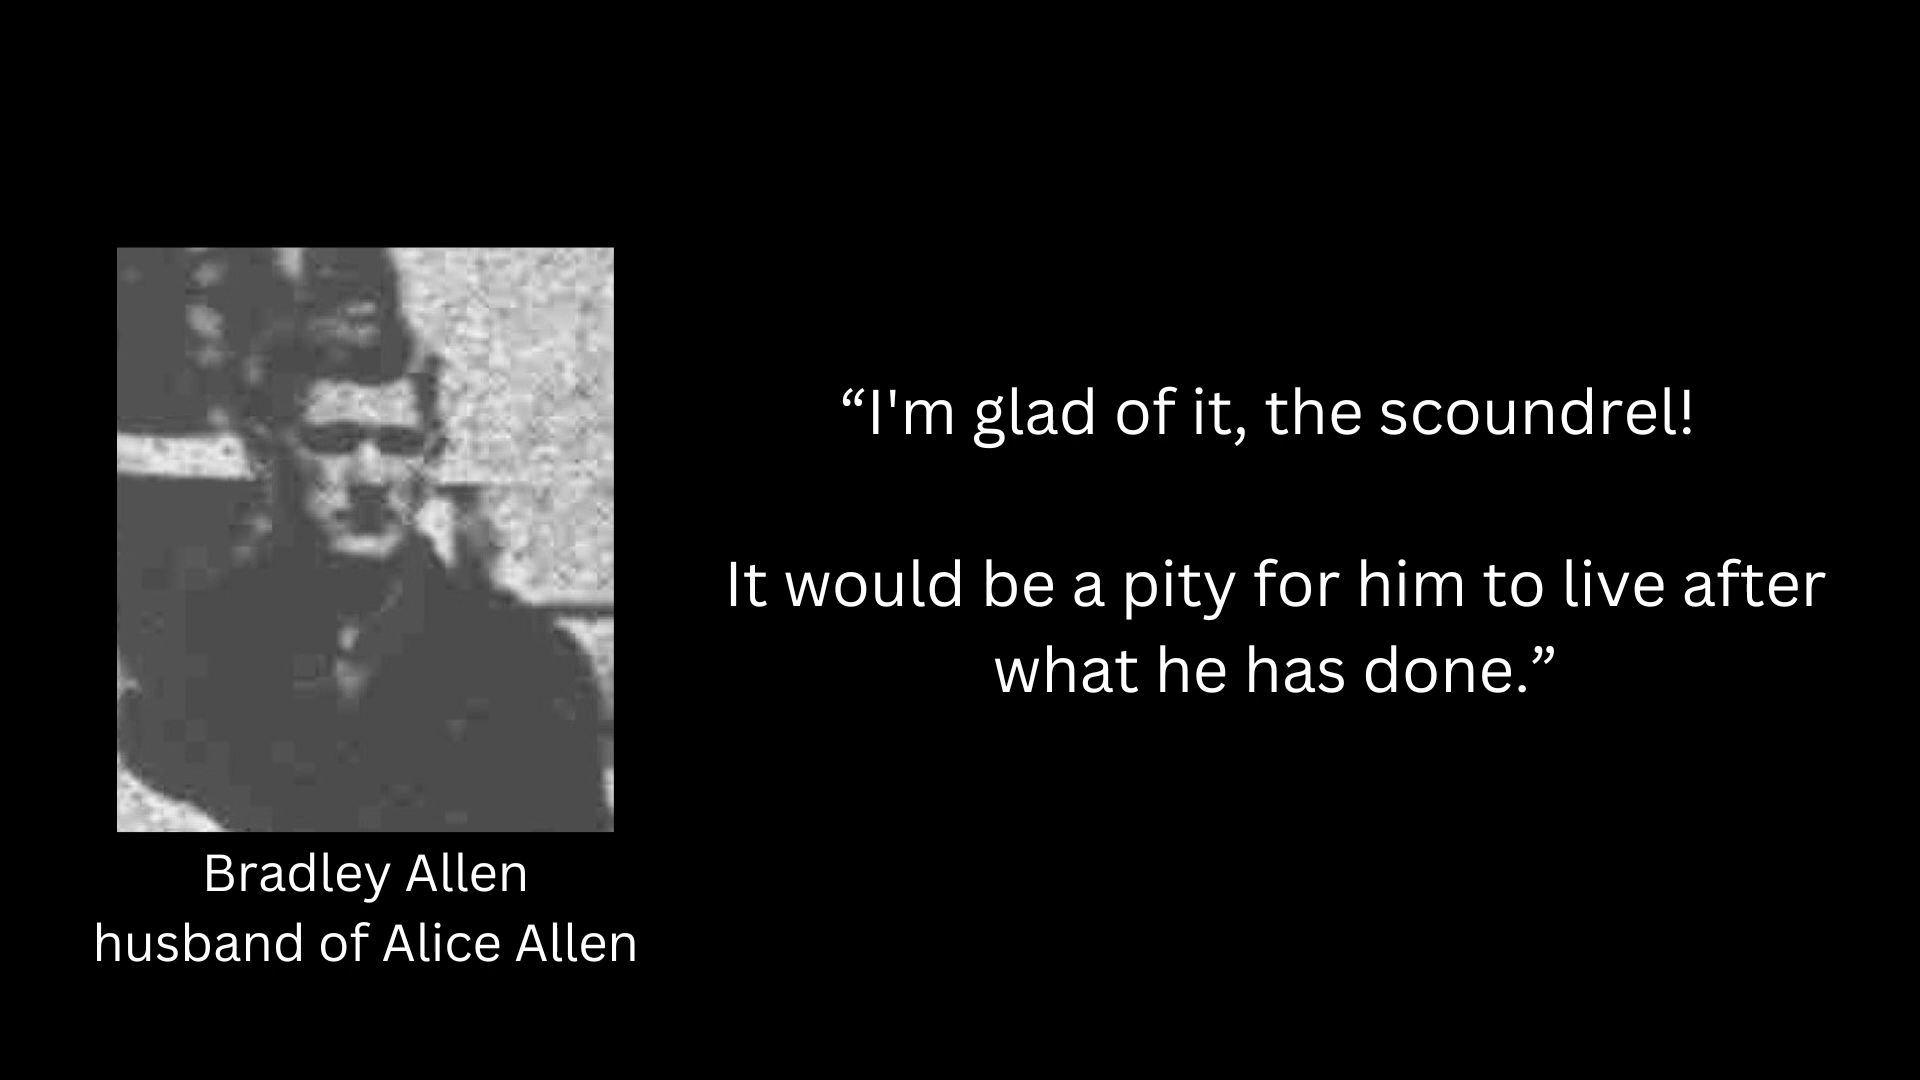 “I'm glad of it, the scoundrel!
It would be a pity for him to live after
what he has done.”
Bradley Allen
husband of Alice Allen